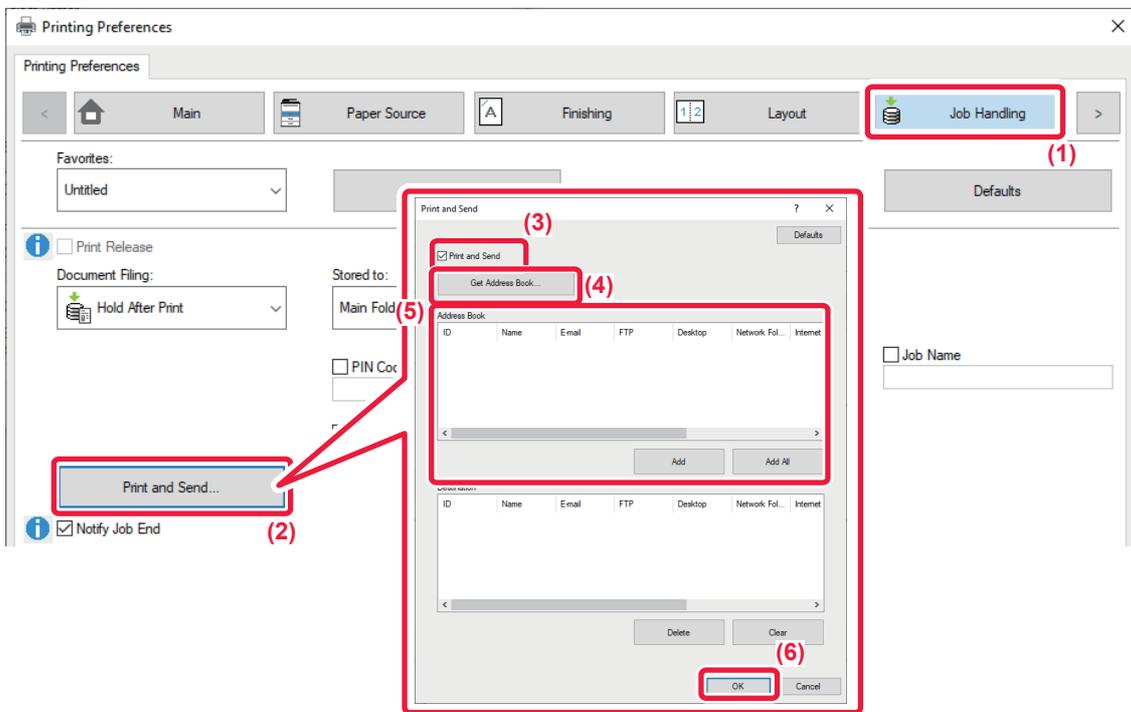 Printing Preferences
Printing Preferences
< Main Paper Source Finishing Layout Job Handling >
(1)
Favorites:
Untitled
Defaults
Print Release
Document Filing:
Hold After Print
Stored to:
Main Fold
PIN Coc
Job Name
Print and Send...
(2)
Notify Job End
Print and Send ?
(3)
Defaults
Print and Send
Get Address Book...
(4)
(5)
Address Book
ID Name E-mail FTP Desktop Network Fol... Internet
< >
Add Add All
Destination
ID Name E-mail FTP Desktop Network Fol... Internet
< >
Delete Clear
(6)
OK Cancel